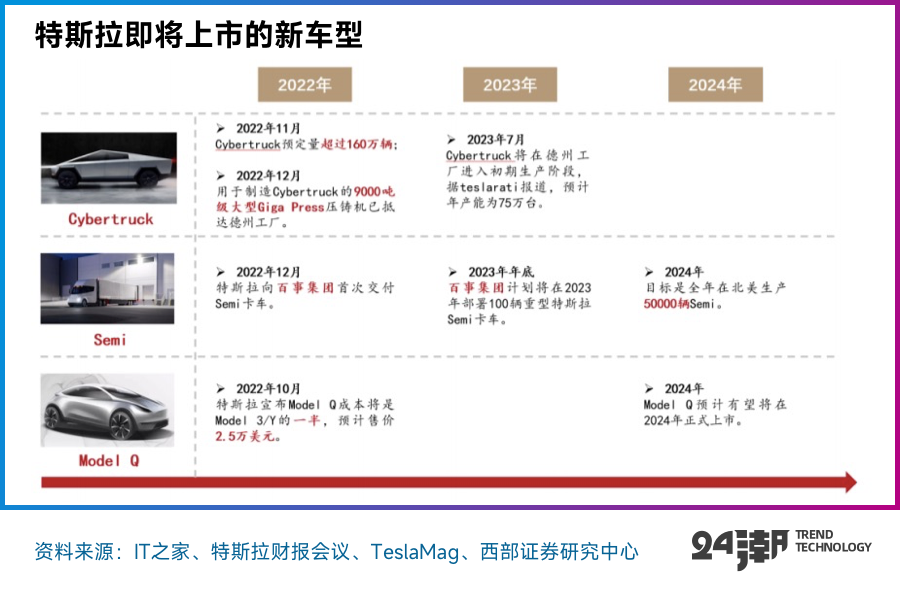 特斯拉即将上市的新车型
2022年
2023年
2024年
Cybertruck
➢ 2022年11月
Cybertruck预定量超过160万辆;
➢ 2022年12月
用于制造Cybertruck的9000吨
级大型Giga Press压铸机已抵
达德州工厂。
➢ 2023年7月
Cybertruck将在德州工
厂进入初期生产阶段，
据teslarati报道，预计
年产能为75万台。
Semi
➢ 2022年12月
特斯拉向百事集团首次交付
Semi卡车。
➢ 2023年年底
百事集团计划将在2023
年部署100辆重型特斯拉
Semi卡车。
➢ 2024年
目标是全年在北美生产
50000辆Semi。
Model Q
➢ 2022年10月
特斯拉宣布Model Q成本将是
Model 3/Y的一半，预计售价
2.5万美元。
➢ 2024年
Model Q预计有望将在
2024年正式上市。
资料来源：IT之家、特斯拉财报会议、TeslaMag、西部证券研究中心
24潮 TREND
TECHNOLOGY